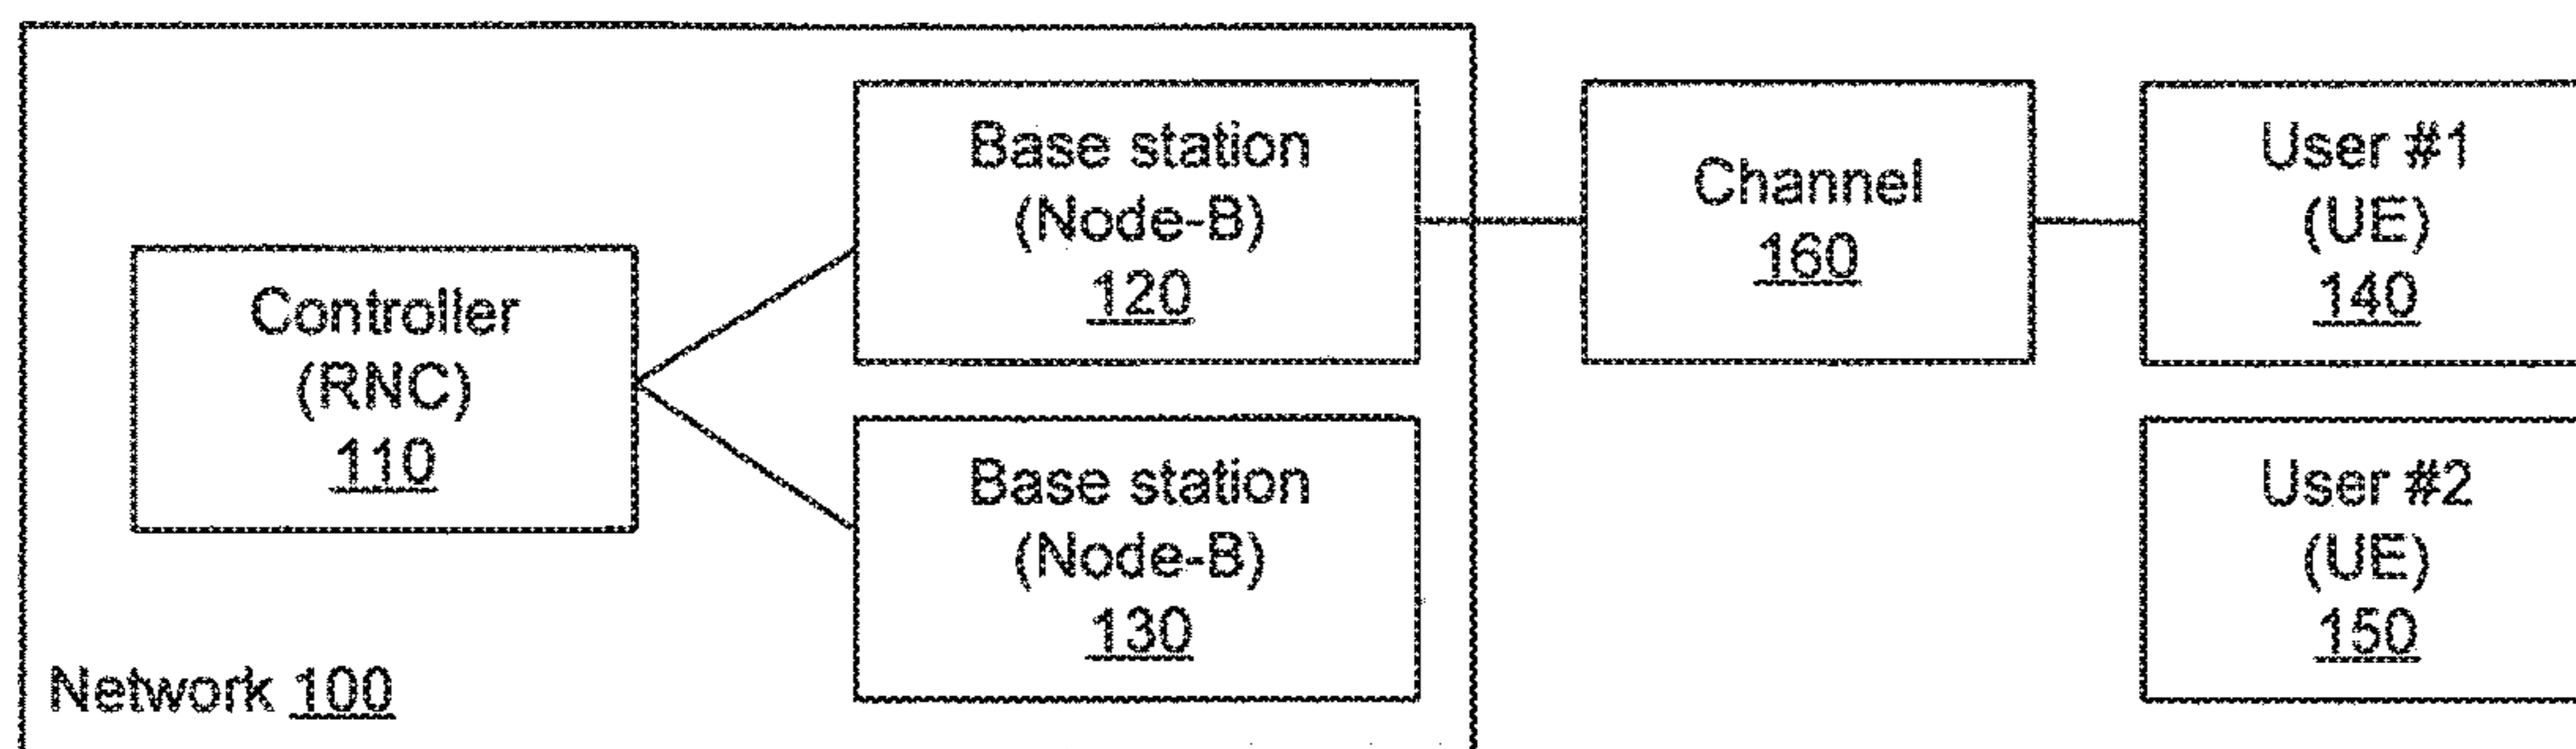 Controller
(RNC)
110
Base station
(Node-B)
120
Base station
(Node-B)
130
Network 100
Channel
160
User #1
(UE)
140
User #2
(UE)
150